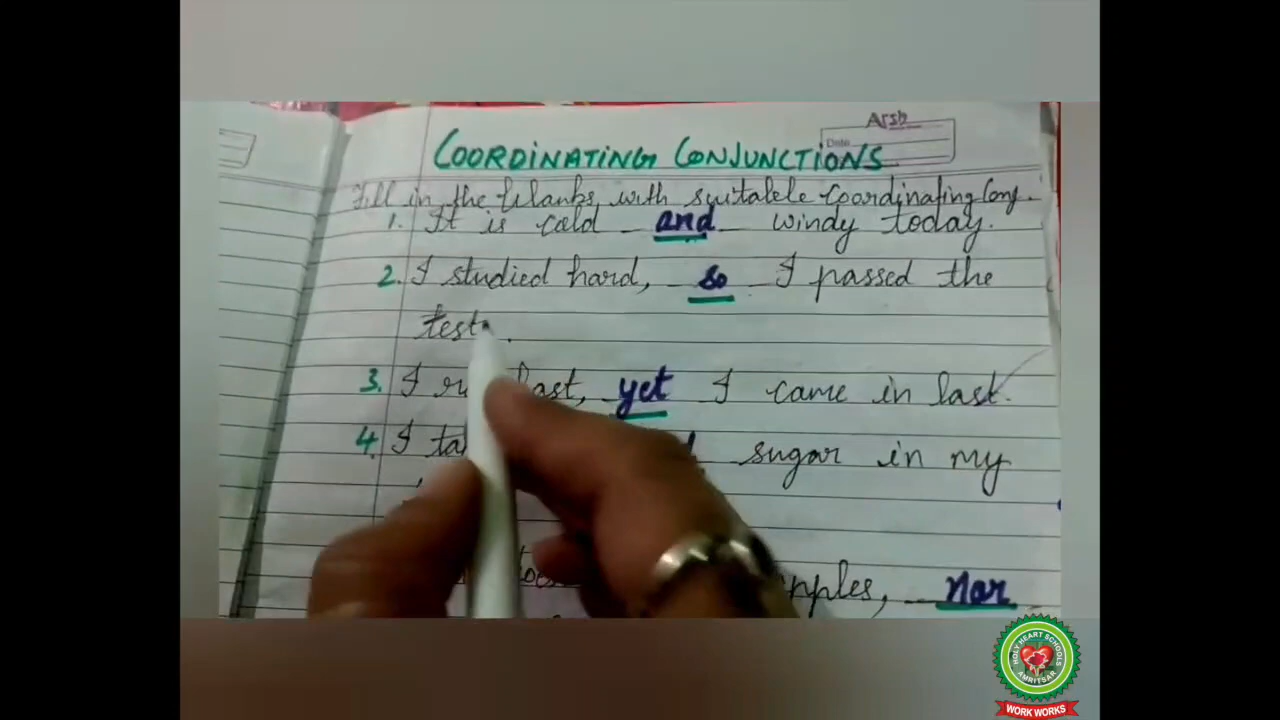 Arsh
Date
COORDINATING CONJUNCTIONS
Fill in the blanks with suitable coordinating Conj.
1. It is cold and windy today.
2. I studied hard, so I passed the
test.
3. I fast, yet I came in last.
4. I sugar in my
nor
HOLY HEART SCHOOLS
AMRITSAR
WORK WORKS